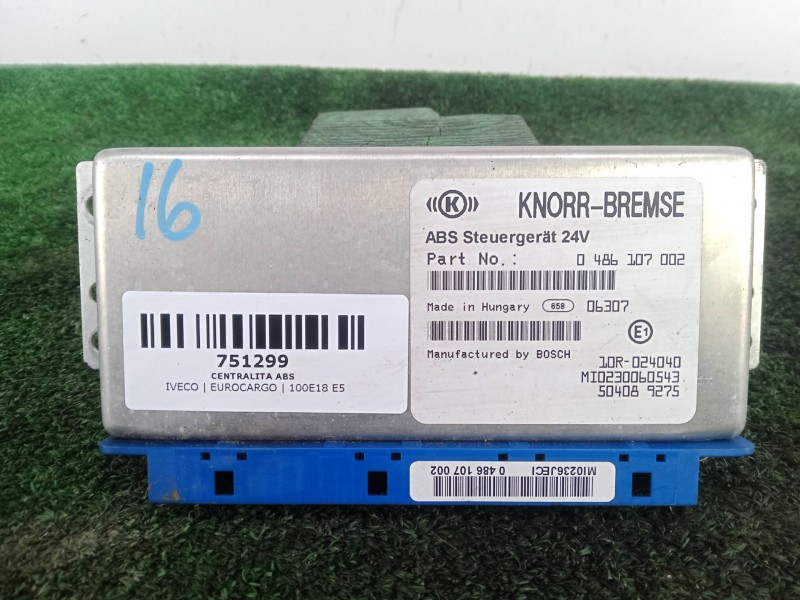 16
K KNORR-BREMSE
ABS Steuergerät 24V
Part No.: 0 486 107 002
Made in Hungary 658 06307
E1
Manufactured by BOSCH
10R-024040
MI0230060543
50408 9275
751299
CENTRALITA ABS
IVECO | EUROCARGO | 100E18 E5
MI0236JECI 0 486 107 002